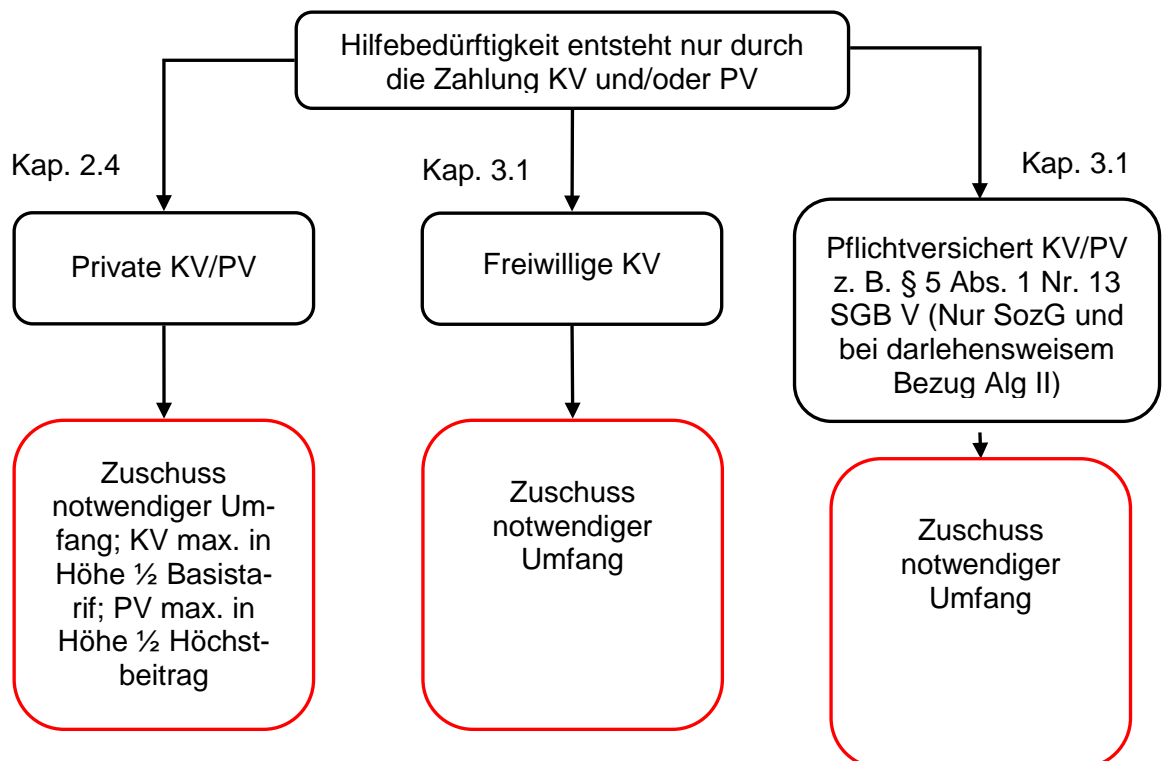 Hilfebedürftigkeit entsteht nur durch
die Zahlung KV und/oder PV
Kap. 2.4
Kap. 3.1
Kap. 3.1
Private KV/PV
Freiwillige KV
Pflichtversichert KV/PV
z. B. § 5 Abs. 1 Nr. 13
SGB V (Nur SozG und
bei darlehensweisem
Bezug Alg II)
Zuschuss
notwendiger Um-
fang; KV max. in
Höhe ½ Basista-
rif; PV max. in
Höhe ½ Höchst-
beitrag
Zuschuss
notwendiger
Umfang
Zuschuss
notwendiger
Umfang